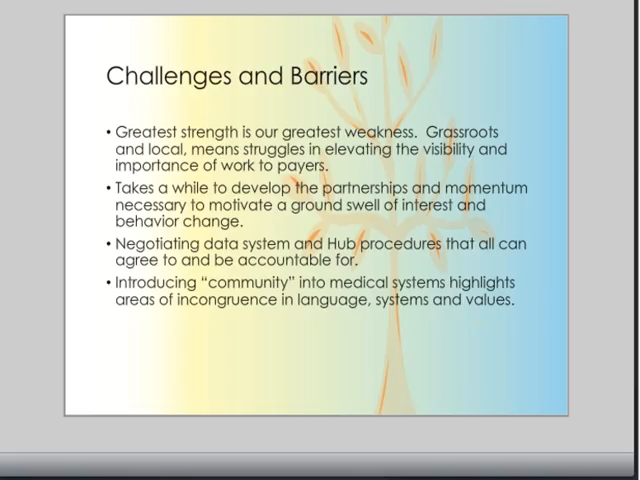 Challenges and Barriers
• Greatest strength is our greatest weakness. Grassroots
and local, means struggles in elevating the visibility and
importance of work to payers.
• Takes a while to develop the partnerships and momentum
necessary to motivate a ground swell of interest and
behavior change.
• Negotiating data system and Hub procedures that all can
agree to and be accountable for.
• Introducing “community” into medical systems highlights
areas of incongruence in language, systems and values.